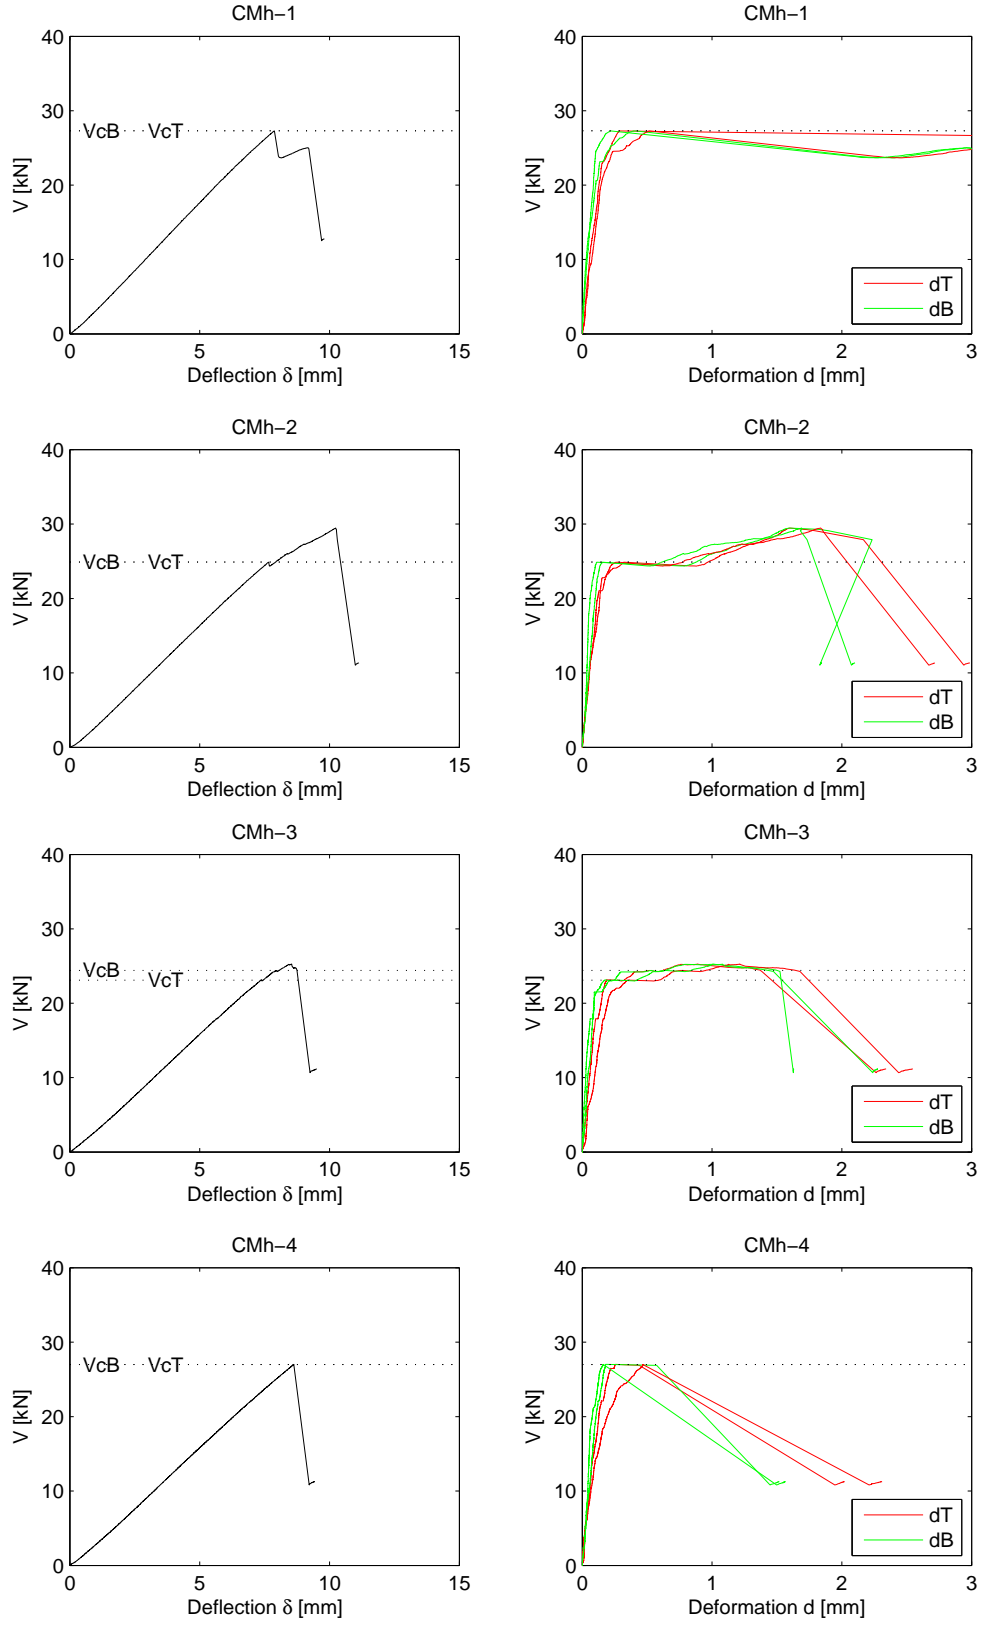 CMh−1
40
30
20
10
0
VcB VcT
V [kN]
0 5 10 15
Deflection δ [mm]
CMh−1
40
30
20
10
0
V [kN]
dT
dB
0 1 2 3
Deformation d [mm]
CMh−2
40
30
20
10
0
VcB VcT
V [kN]
0 5 10 15
Deflection δ [mm]
CMh−2
40
30
20
10
0
V [kN]
dT
dB
0 1 2 3
Deformation d [mm]
CMh−3
40
30
20
10
0
VcB
VcT
V [kN]
0 5 10 15
Deflection δ [mm]
CMh−3
40
30
20
10
0
V [kN]
dT
dB
0 1 2 3
Deformation d [mm]
CMh−4
40
30
20
10
0
VcB VcT
V [kN]
0 5 10 15
Deflection δ [mm]
CMh−4
40
30
20
10
0
V [kN]
dT
dB
0 1 2 3
Deformation d [mm]